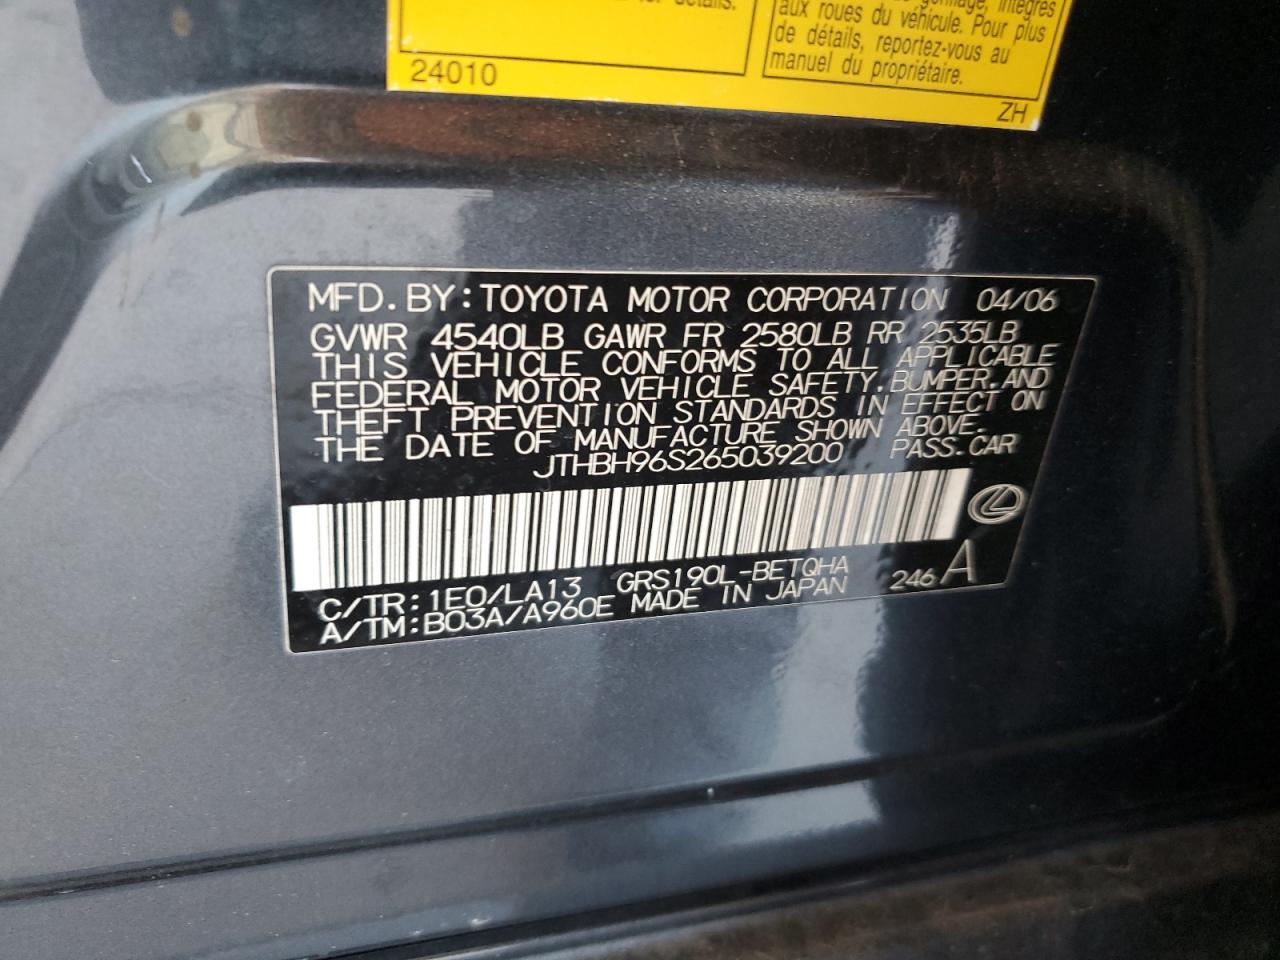 details.
24010
gonflage, intégrés
aux roues du véhicule. Pour plus
de détails, reportez-vous au
manuel du propriétaire.
ZH
MFD. BY: TOYOTA MOTOR CORPORATION 04/06
GVWR 4540LB GAWR FR 2580LB RR 2535LB
THIS VEHICLE CONFORMS TO ALL APPLICABLE
FEDERAL MOTOR VEHICLE SAFETY, BUMPER, AND
THEFT PREVENTION STANDARDS IN EFFECT ON
THE DATE OF MANUFACTURE SHOWN ABOVE.
JTHBH96S265039200 PASS. CAR
C/TR: 1E0/LA13 GRS190L-BETQHA 246 A
A/TM: B03A/A960E MADE IN JAPAN